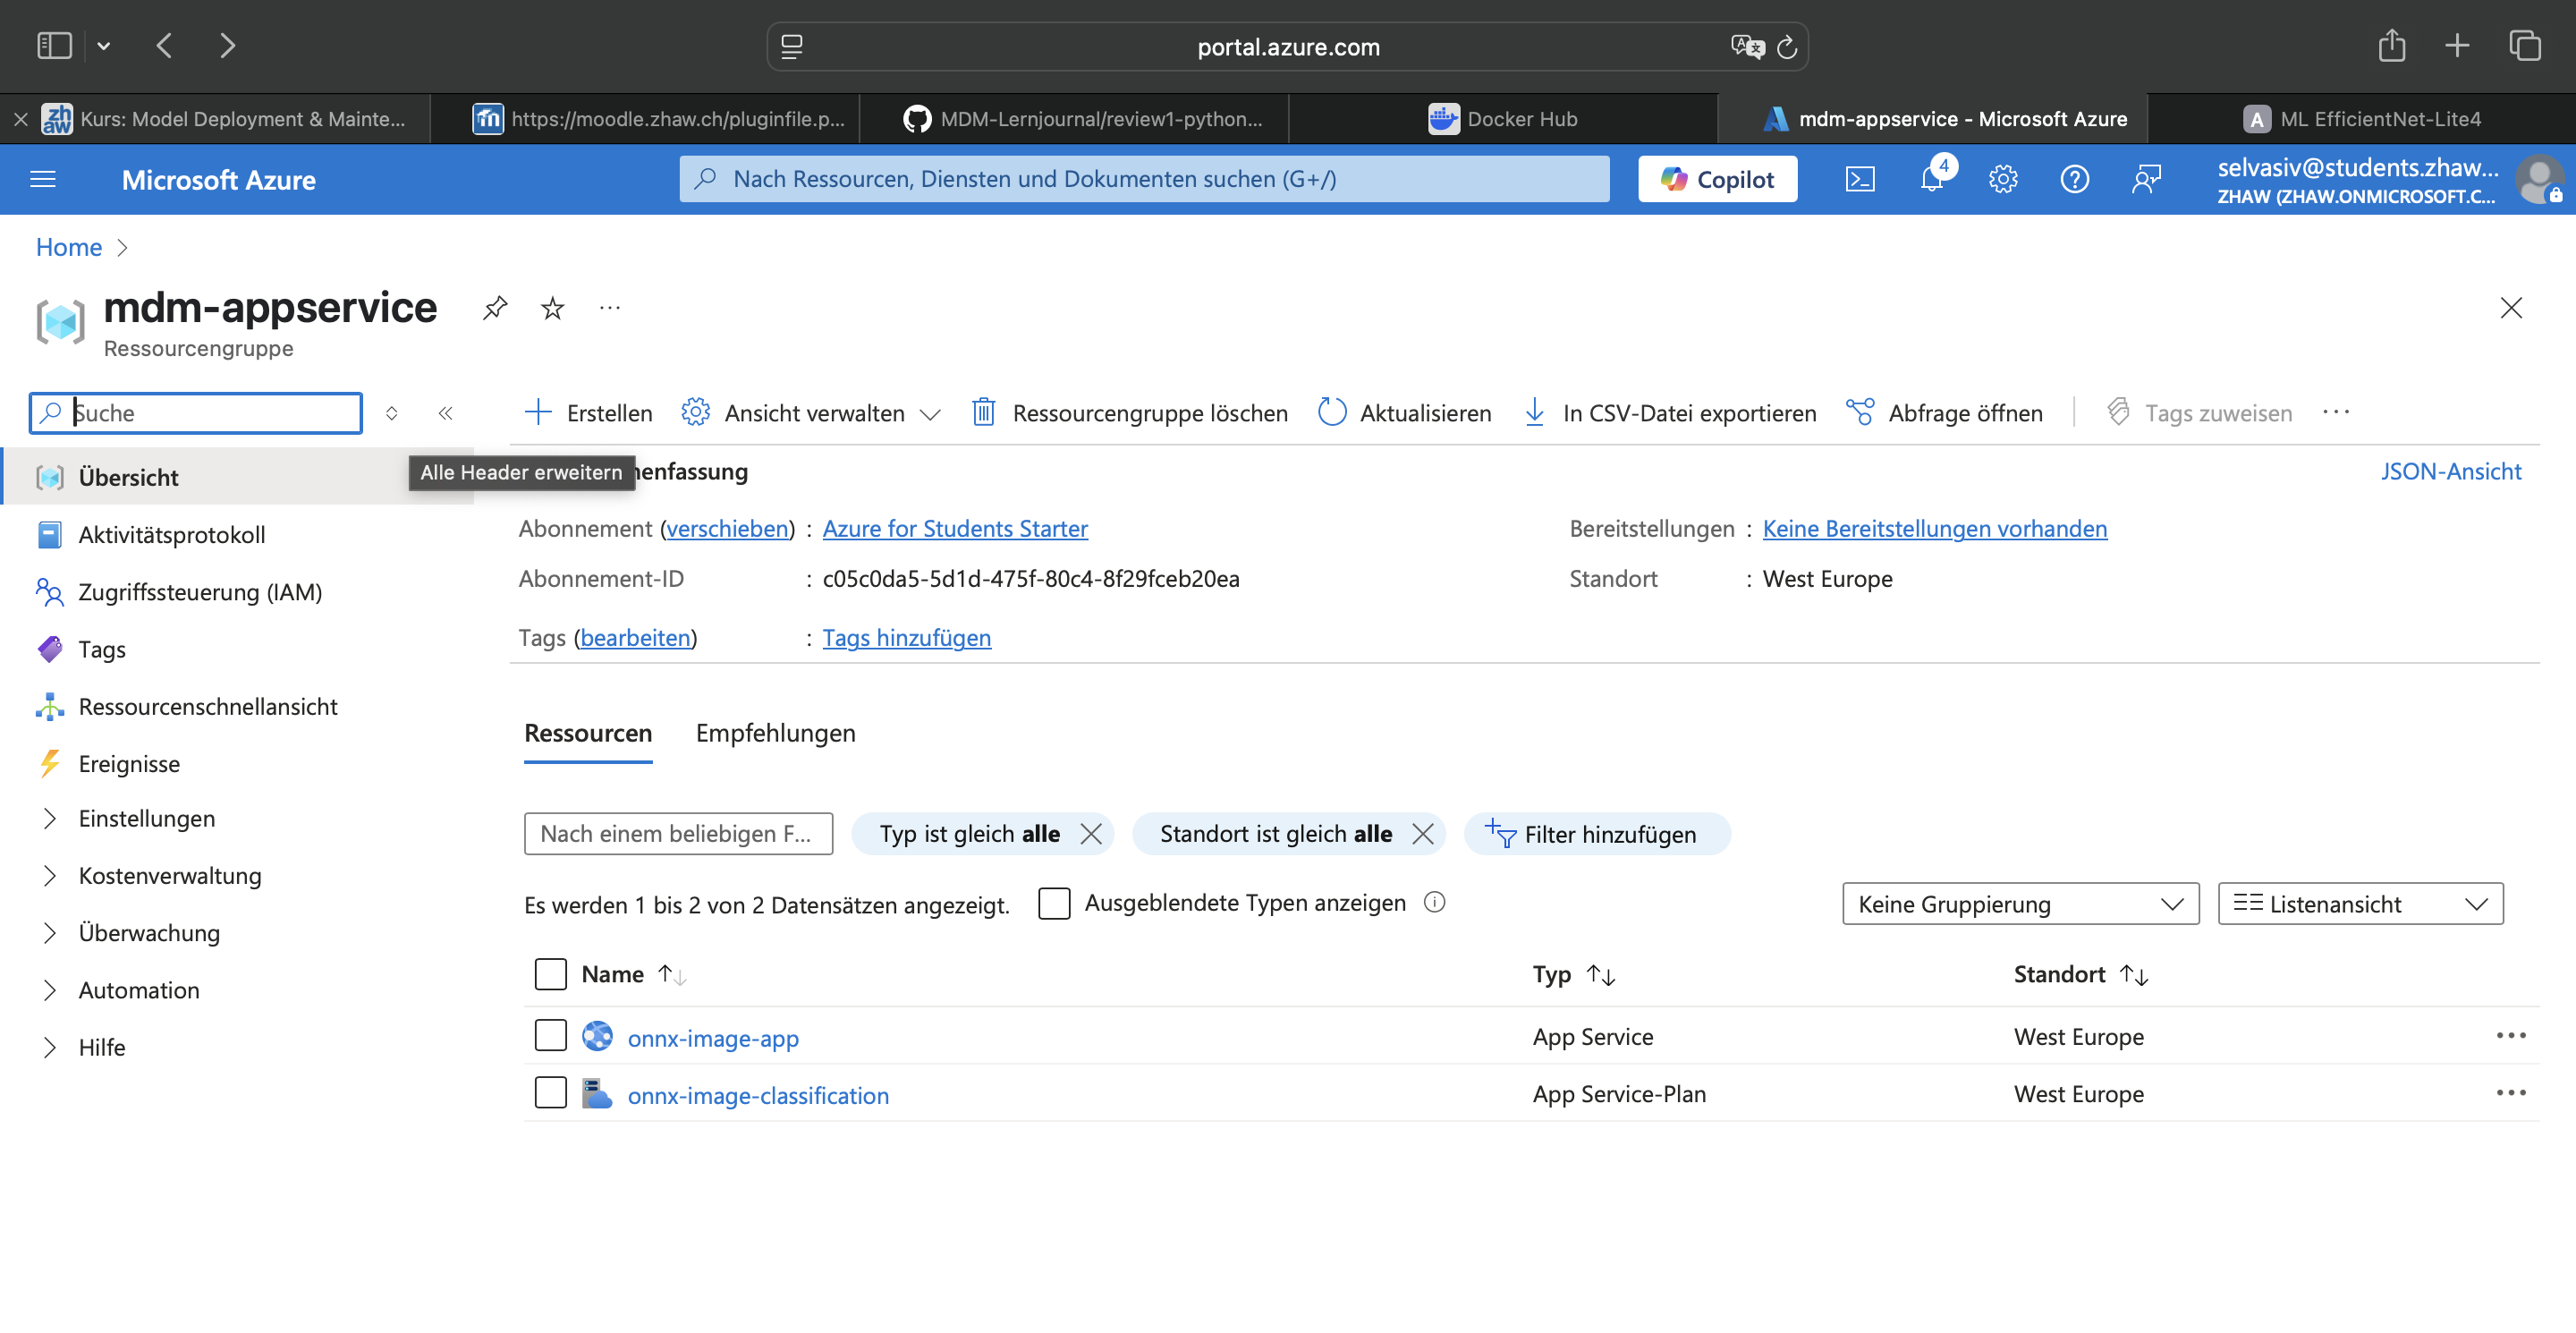 portal.azure.com
Kurs: Model Deployment & Mainte...
https://moodle.zhaw.ch/pluginfile.p...
MDM-Lernjournal/review1-python...
Docker Hub
mdm-appservice - Microsoft Azure
A ML EfficientNet-Lite4
Microsoft Azure
Nach Ressourcen, Diensten und Dokumenten suchen (G+/)
Copilot
4
selvasiv@students.zhaw...
ZHAW (ZHAW.ONMICROSOFT.C...
Home
mdm-appservice
Ressourcengruppe
Suche
Erstellen
Ansicht verwalten
Ressourcengruppe löschen
Aktualisieren
In CSV-Datei exportieren
Abfrage öffnen
Tags zuweisen
Übersicht
Aktivitätsprotokoll
Zugriffssteuerung (IAM)
Tags
Ressourcenschnellansicht
Ereignisse
Einstellungen
Kostenverwaltung
Überwachung
Automation
Hilfe
Alle Header erweitern
enfassung
JSON-Ansicht
Abonnement (verschieben) : Azure for Students Starter
Abonnement-ID : c05c0da5-5d1d-475f-80c4-8f29fceb20ea
Tags (bearbeiten) : Tags hinzufügen
Bereitstellungen : Keine Bereitstellungen vorhanden
Standort : West Europe
Ressourcen
Empfehlungen
Nach einem beliebigen F...
Typ ist gleich alle
Standort ist gleich alle
Filter hinzufügen
Es werden 1 bis 2 von 2 Datensätzen angezeigt.
Ausgeblendete Typen anzeigen
Keine Gruppierung
Listenansicht
Name Typ Standort
onnx-image-app App Service West Europe
onnx-image-classification App Service-Plan West Europe